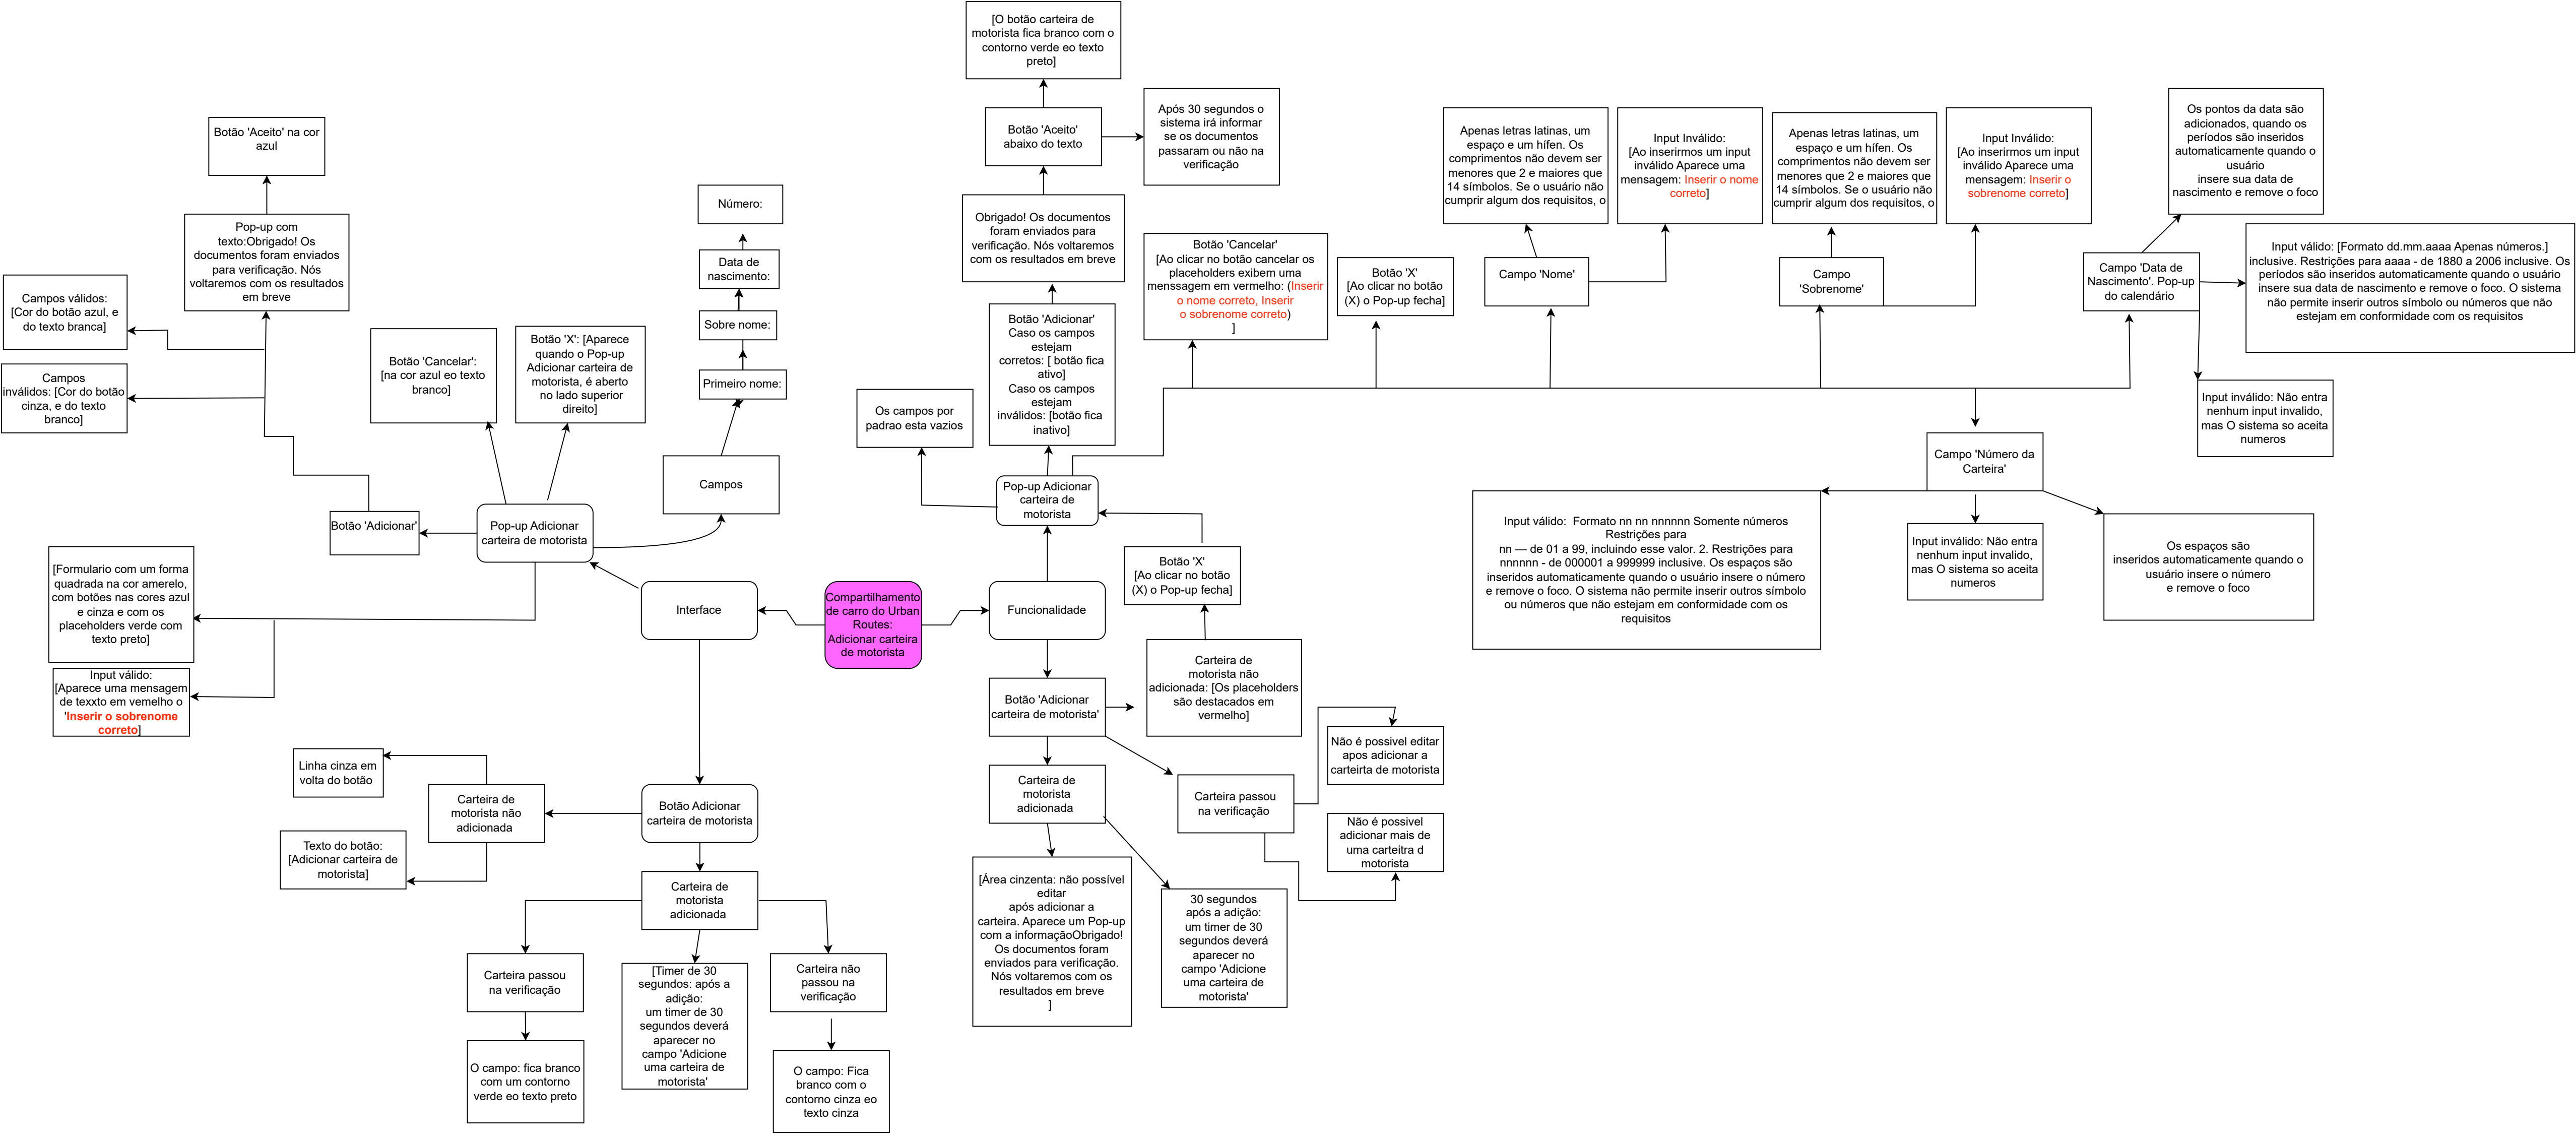 [O botão carteira de
motorista fica branco com o
contorno verde eo texto
preto]
Botão 'Aceito'
abaixo do texto
Após 30 segundos o
sistema irá informar
se os documentos
passaram ou não na
verificação
Obrigado! Os documentos
foram enviados para
verificação. Nós voltaremos
com os resultados em breve
Botão 'Adicionar'
Caso os campos
estejam
corretos: [ botão fica
ativo]
Caso os campos
estejam
inválidos: [botão fica
inativo]
Botão 'Cancelar'
[Ao clicar no botão cancelar os
placeholders exibem uma
menssagem em vermelho: (Inserir
o nome correto, Inserir
o sobrenome correto)
]
Botão 'X'
[Ao clicar no botão
(X) o Pop-up fecha]
Apenas letras latinas, um
espaço e um hífen. Os
comprimentos não devem ser
menores que 2 e maiores que
14 símbolos. Se o usuário não
cumprir algum dos requisitos, o
Input Inválido:
[Ao inserirmos um input
inválido Aparece uma
mensagem: Inserir o nome
correto]
Campo 'Nome'
Apenas letras latinas, um
espaço e um hífen. Os
comprimentos não devem ser
menores que 2 e maiores que
14 símbolos. Se o usuário não
cumprir algum dos requisitos, o
Input Inválido:
[Ao inserirmos um input
inválido Aparece uma
mensagem: Inserir o
sobrenome correto]
Campo
'Sobrenome'
Os pontos da data são
adicionados, quando os
períodos são inseridos
automaticamente quando o
usuário
insere sua data de
nascimento e remove o foco
Campo 'Data de
Nascimento'. Pop-up
do calendário
Input válido: [Formato dd.mm.aaaa Apenas números.]
inclusive. Restrições para aaaa - de 1880 a 2006 inclusive. Os
períodos são inseridos automaticamente quando o usuário
insere sua data de nascimento e remove o foco. O sistema
não permite inserir outros símbolo ou números que não
estejam em conformidade com os requisitos
Input inválido: Não entra
nenhum input invalido,
mas O sistema so aceita
numeros
Campo 'Número da
Carteira'
Input válido:  Formato nn nn nnnnnn Somente números
Restrições para
nn — de 01 a 99, incluindo esse valor. 2. Restrições para
nnnnnn - de 000001 a 999999 inclusive. Os espaços são
inseridos automaticamente quando o usuário insere o número
e remove o foco. O sistema não permite inserir outros símbolo
ou números que não estejam em conformidade com os
requisitos
Input inválido: Não entra
nenhum input invalido,
mas O sistema so aceita
numeros
Os espaços são
inseridos automaticamente quando o
usuário insere o número
e remove o foco
Os campos por
padrao esta vazios
Pop-up Adicionar
carteira de
motorista
Botão 'X'
[Ao clicar no botão
(X) o Pop-up fecha]
Funcionalidade
Carteira de
motorista não
adicionada: [Os placeholders
são destacados em
vermelho]
Botão 'Adicionar
carteira de motorista'
Carteira de
motorista
adicionada
Carteira passou
na verificação
Não é possivel editar
apos adicionar a
carteirta de motorista
Não é possivel
adicionar mais de
uma carteitra d
motorista
[Área cinzenta: não possível
editar
após adicionar a
carteira. Aparece um Pop-up
com a informaçãoObrigado!
Os documentos foram
enviados para verificação.
Nós voltaremos com os
resultados em breve
]
30 segundos
após a adição:
um timer de 30
segundos deverá
aparecer no
campo 'Adicione
uma carteira de
motorista'
Compartilhamento
de carro do Urban
Routes:
Adicionar carteira
de motorista
Interface
Botão 'Aceito' na cor
azul
Pop-up com
texto:Obrigado! Os
documentos foram enviados
para verificação. Nós
voltaremos com os resultados
em breve
Campos válidos:
[Cor do botão azul, e
do texto branca]
Campos
inválidos: [Cor do botão
cinza, e do texto
branco]
Botão 'Cancelar':
[na cor azul eo texto
branco]
Botão 'X': [Aparece
quando o Pop-up
Adicionar carteira de
motorista, é aberto
no lado superior
direito]
Número:
Data de
nascimento:
Sobre nome:
Primeiro nome:
Campos
Botão 'Adicionar'
Pop-up Adicionar
carteira de motorista
[Formulario com um forma
quadrada na cor amerelo,
com botões nas cores azul
e cinza e com os
placeholders verde com
texto preto]
Input válido:
[Aparece uma mensagem
de texxto em vemelho o
'Inserir o sobrenome
correto]
Linha cinza em
volta do botão
Carteira de
motorista não
adicionada
Texto do botão:
[Adicionar carteira de
motorista]
Botão Adicionar
carteira de motorista
Carteira de
motorista
adicionada
Carteira passou
na verificação
O campo: fica branco
com um contorno
verde eo texto preto
[Timer de 30
segundos: após a
adição:
um timer de 30
segundos deverá
aparecer no
campo 'Adicione
uma carteira de
motorista'
Carteira não
passou na
verificação
O campo: Fica
branco com o
contorno cinza eo
texto cinza